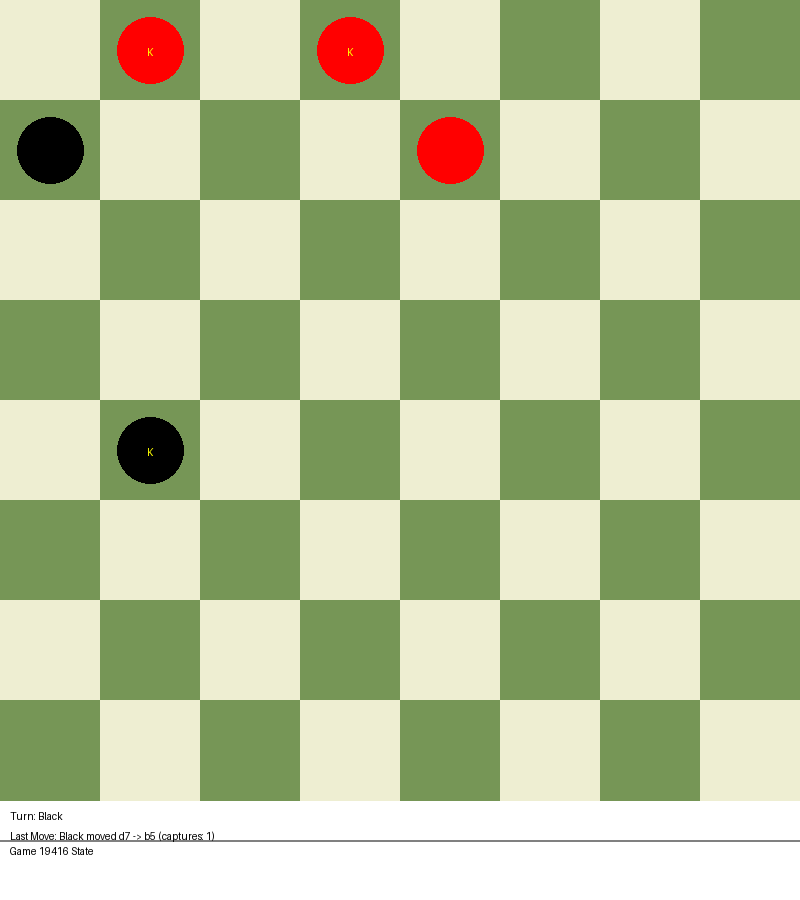 K K
K
Turn: Black
Last Move: Black moved d7 -> b5 (captures: 1)
Game 19416 State